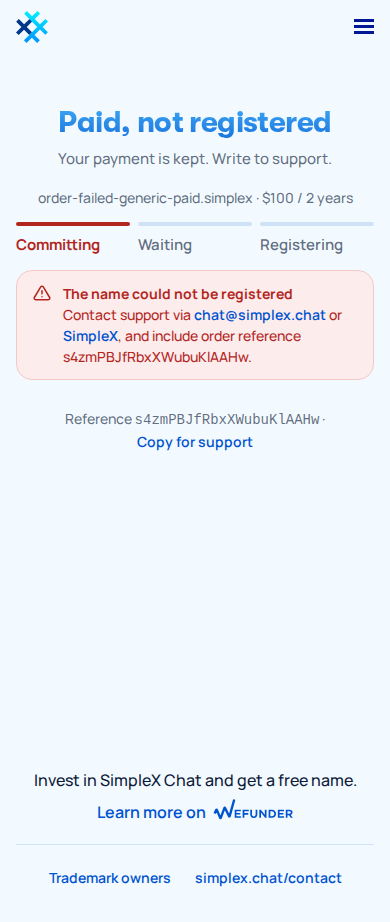 Paid, not registered
Your payment is kept. Write to support.
order-failed-generic-paid.simplex · $100 / 2 years
Committing
Waiting
Registering
The name could not be registered
Contact support via chat@simplex.chat or
SimpleX, and include order reference
s4zmPBJfRbxXWubuKlAAHw.
Reference s4zmPBJfRbxXWubuKlAAHw ·
Copy for support
Invest in SimpleX Chat and get a free name.
Learn more on WEFUNDER
Trademark owners
simplex.chat/contact